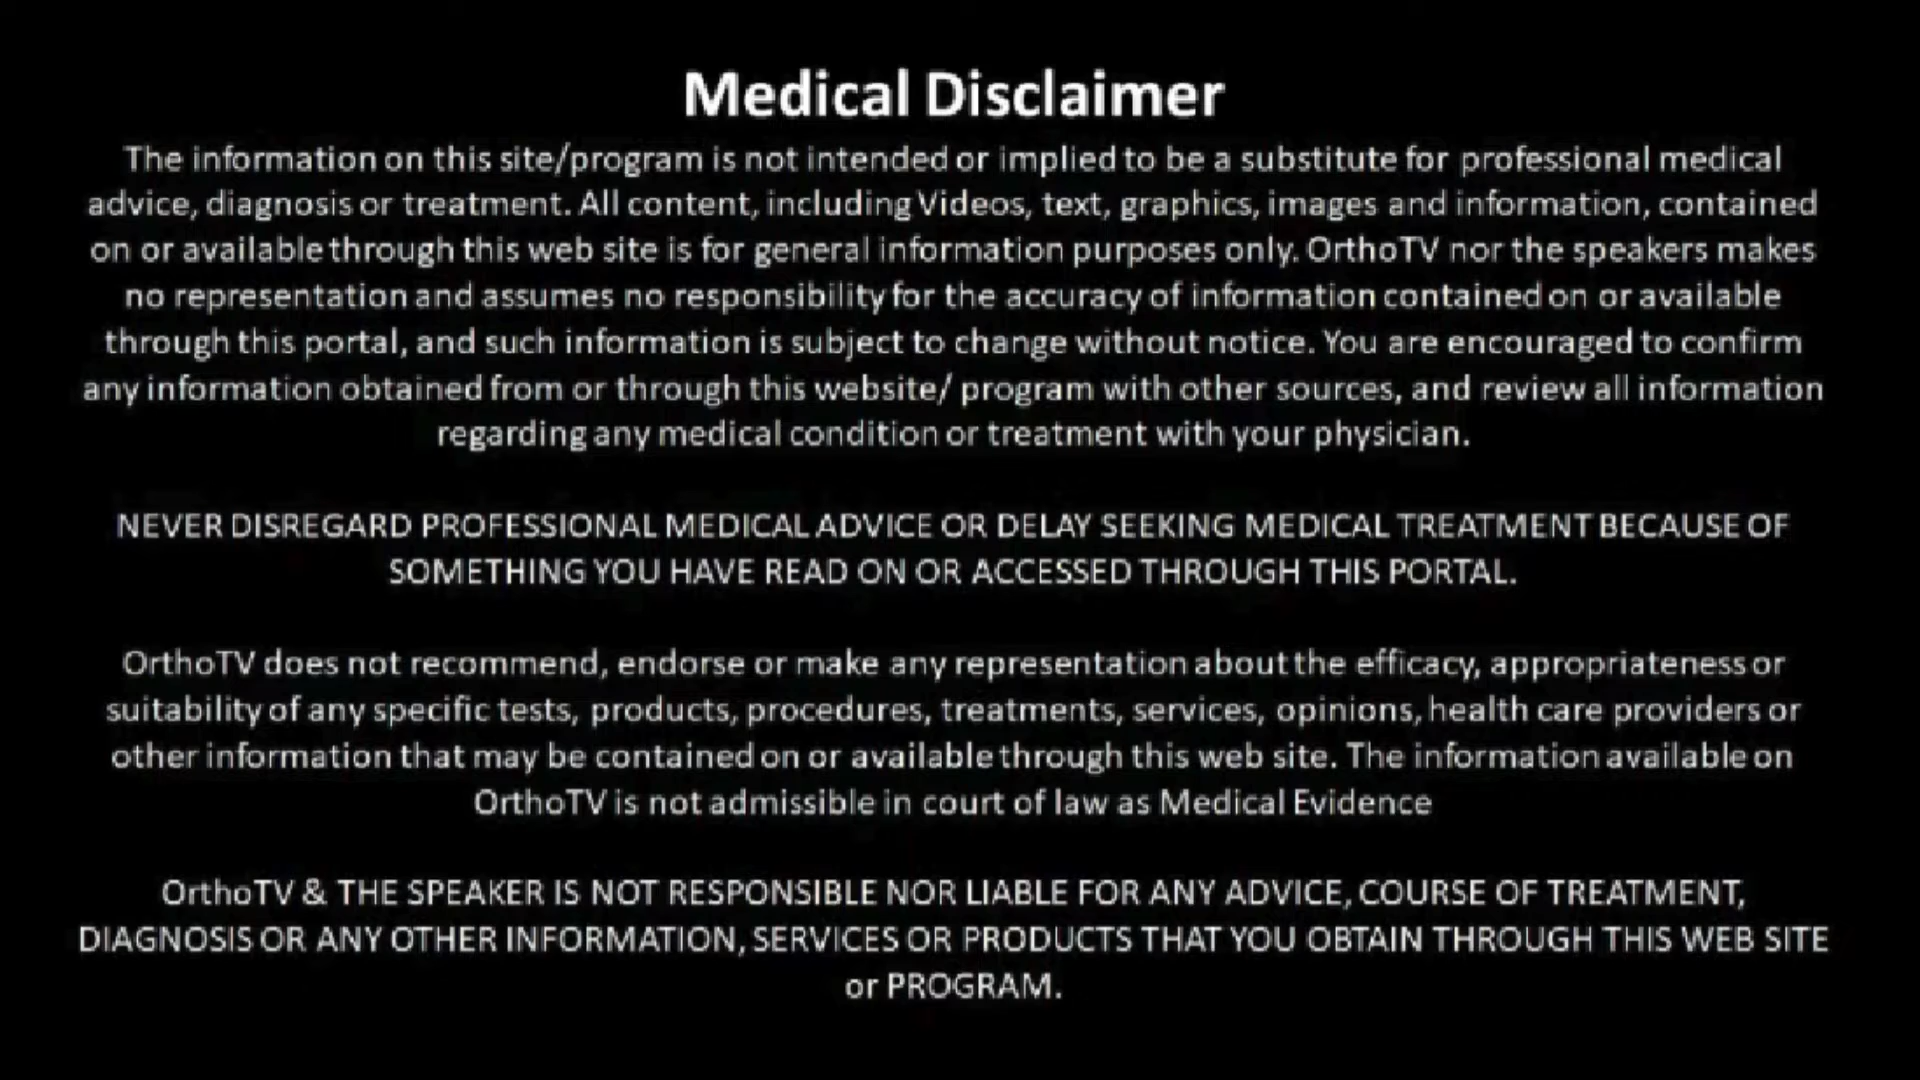 Medical Disclaimer
The information on this site/program is not intended or implied to be a substitute for professional medical
advice, diagnosis or treatment. All content, including Videos, text, graphics, images and information, contained
on or available through this web site is for general information purposes only. OrthoTV nor the speakers makes
no representation and assumes no responsibility for the accuracy of information contained on or available
through this portal, and such information is subject to change without notice. You are encouraged to confirm
any information obtained from or through this website/ program with other sources, and review all information
regarding any medical condition or treatment with your physician.
NEVER DISREGARD PROFESSIONAL MEDICAL ADVICE OR DELAY SEEKING MEDICAL TREATMENT BECAUSE OF
SOMETHING YOU HAVE READ ON OR ACCESSED THROUGH THIS PORTAL.
OrthoTV does not recommend, endorse or make any representation about the efficacy, appropriateness or
suitability of any specific tests, products, procedures, treatments, services, opinions, health care providers or
other information that may be contained on or available through this web site. The information available on
OrthoTV is not admissible in court of law as Medical Evidence
OrthoTV & THE SPEAKER IS NOT RESPONSIBLE NOR LIABLE FOR ANY ADVICE, COURSE OF TREATMENT,
DIAGNOSIS OR ANY OTHER INFORMATION, SERVICES OR PRODUCTS THAT YOU OBTAIN THROUGH THIS WEB SITE
or PROGRAM.